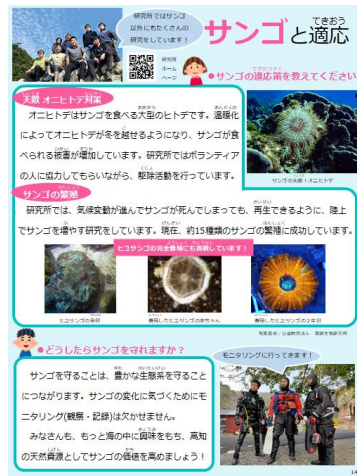 研究所ではサンゴ
以外にもたくさんの
研究をしています！
研究所
ホーム
ページ
サンゴと適応
てきおう
●サンゴの適応策を教えてください
天敵 オニヒトデ対策
オニヒトデはサンゴを食べる大型のヒトデです。温暖化
によってオニヒトデが冬を越せるようになり、サンゴが食
べられる被害が増加しています。研究所ではボランティア
の人に協力してもらいながら、駆除活動を行っています。
サンゴの天敵！オニヒトデ
サンゴの繁殖
研究所では、気候変動が進んでサンゴが死んでしまっても、再生できるように、陸上
でサンゴを増やす研究をしています。現在、約15種類のサンゴの繁殖に成功しています。
ヒユサンゴの完全養殖にも挑戦しています！
ヒユサンゴの産卵
養殖したヒユサンゴの赤ちゃん
養殖したヒユサンゴの2年目
●どうしたらサンゴを守れますか？
サンゴを守ることは、豊かな生態系を守ること
につながります。サンゴの変化に気づくためにモ
ニタリング(観察・記録)は欠かせません。
みなさんも、もっと海の中に興味をもち、高知
の天然資源としてサンゴの価値を高めましょう！
モニタリングに行ってきます！
14